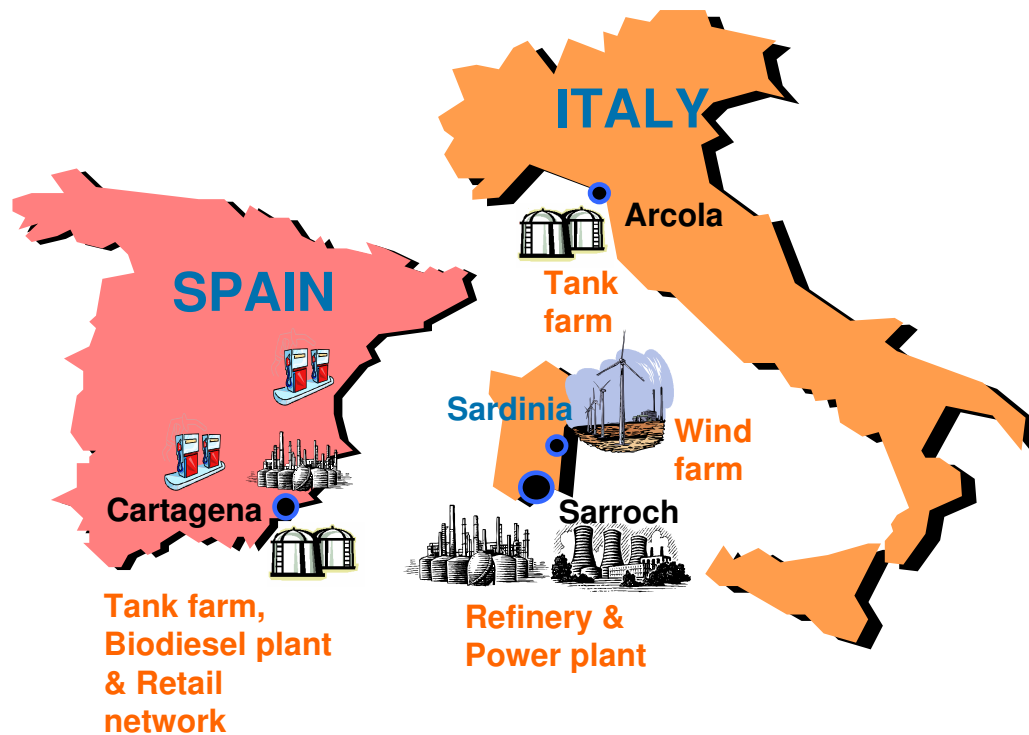 ITALY
Arcola
SPAIN
Tank
farm
Sardinia
Wind
farm
Cartagena
Sarroch
Tank farm,
Biodiesel plant
& Retail
network
Refinery &
Power plant